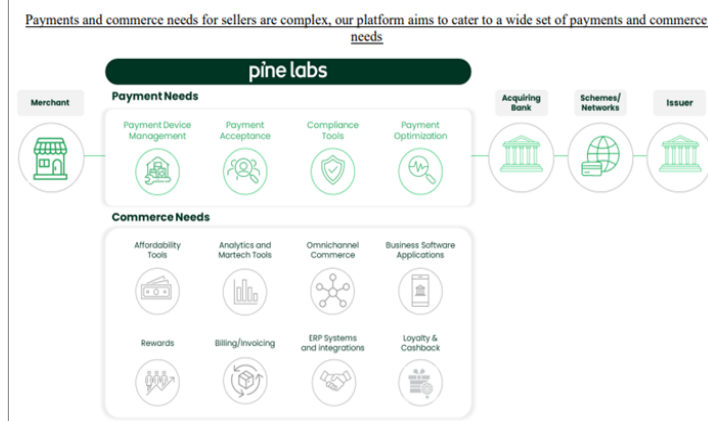 Payments and commerce needs for sellers are complex, our platform aims to cater to a wide set of payments and commerce
needs
pine labs
Merchant
Payment Needs
Acquiring
Bank
Schemes/
Networks
Issuer
Payment Device
Management
Payment
Acceptance
Compliance
Tools
Payment
Optimization
Commerce Needs
Affordability
Tools
Analytics and
Martech Tools
Omnichannel
Commerce
Business Software
Applications
Rewards
Billing/Invoicing
ERP Systems
and integrations
Loyalty &
Cashback